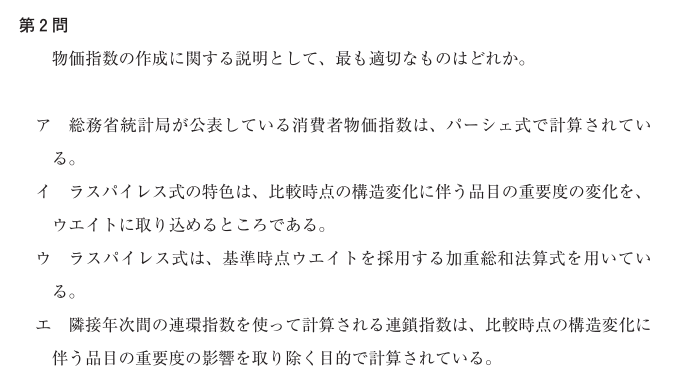 第2問
物価指数の作成に関する説明として、最も適切なものはどれか。
ア　総務省統計局が公表している消費者物価指数は、パーシェ式で計算されてい
る。
イ　ラスパイレス式の特色は、比較時点の構造変化に伴う品目の重要度の変化を、
ウエイトに取り込めるところである。
ウ　ラスパイレス式は、基準時点ウエイトを採用する加重総和法算式を用いてい
る。
エ　隣接年次間の連環指数を使って計算される連鎖指数は、比較時点の構造変化に
伴う品目の重要度の影響を取り除く目的で計算されている。